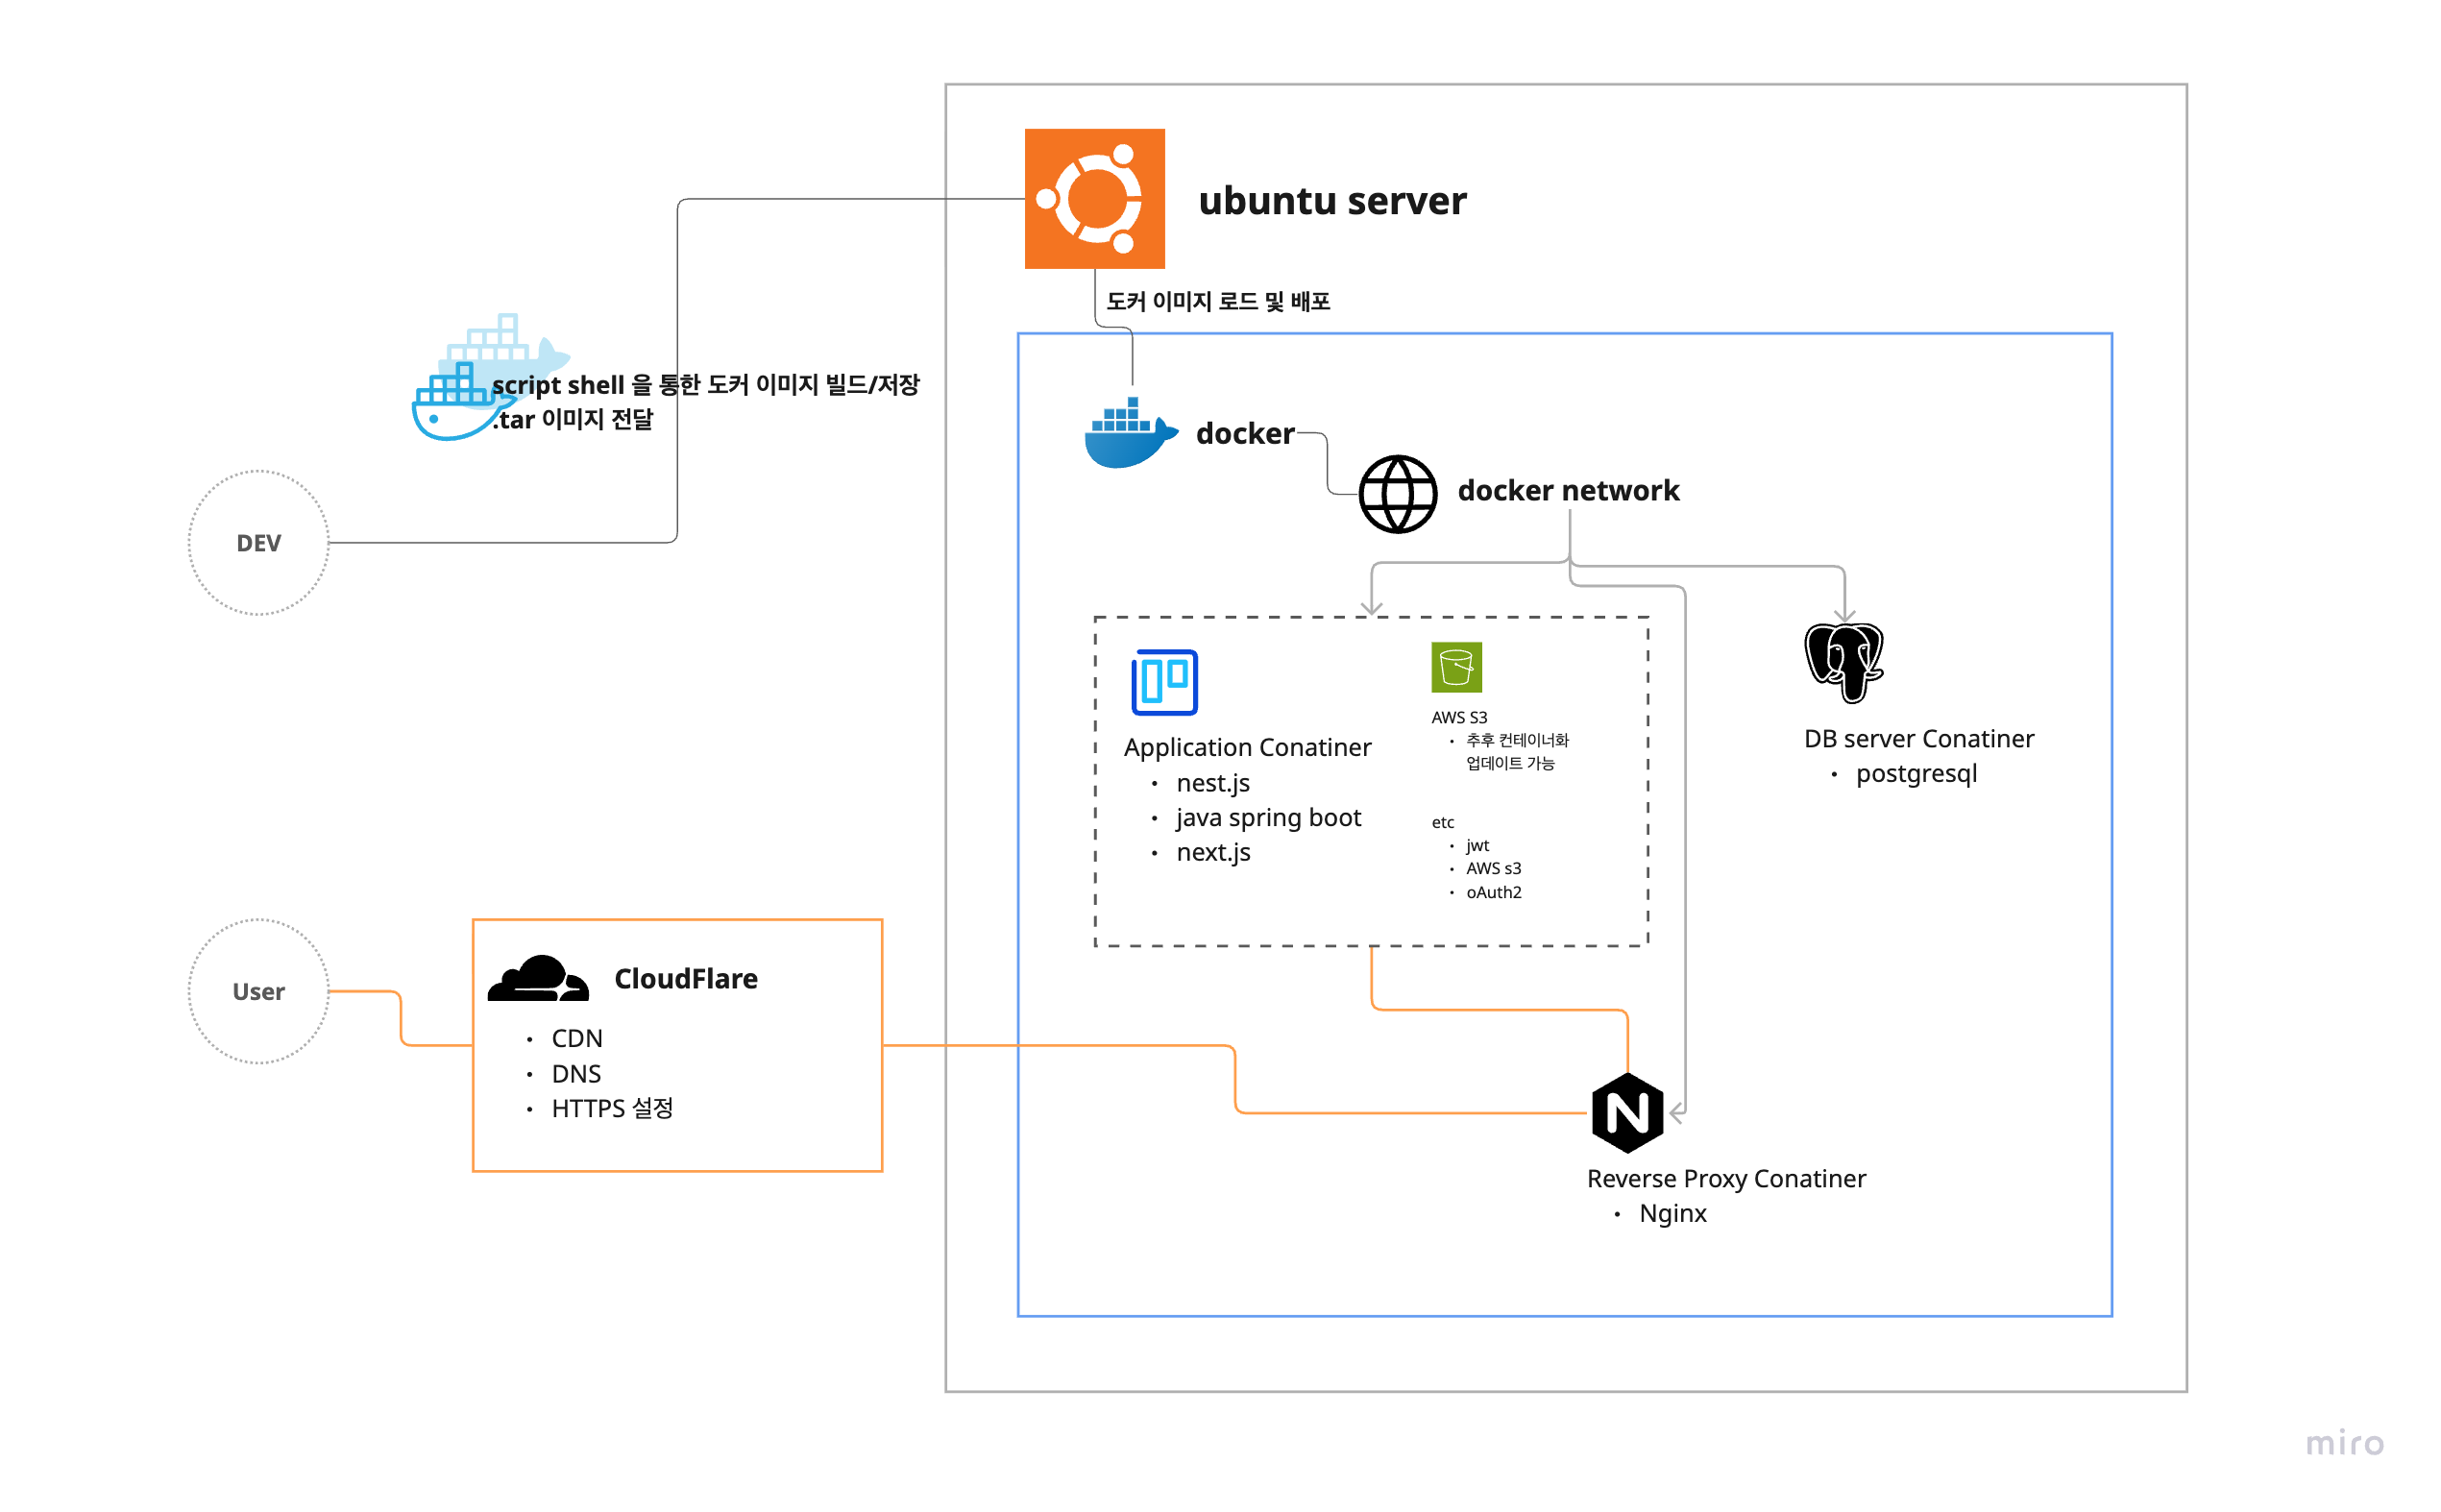 ubuntu server
도커 이미지 로드 및 배포
script shell 을 통한 도커 이미지 빌드/저장
.tar 이미지 전달
docker
docker network
DEV
Application Conatiner
• nest.js
• java spring boot
• next.js
AWS S3
• 추후 컨테이너화
업데이트 가능
etc
• jwt
• AWS s3
• oAuth2
DB server Conatiner
• postgresql
User
CloudFlare
• CDN
• DNS
• HTTPS 설정
Reverse Proxy Conatiner
• Nginx
miro